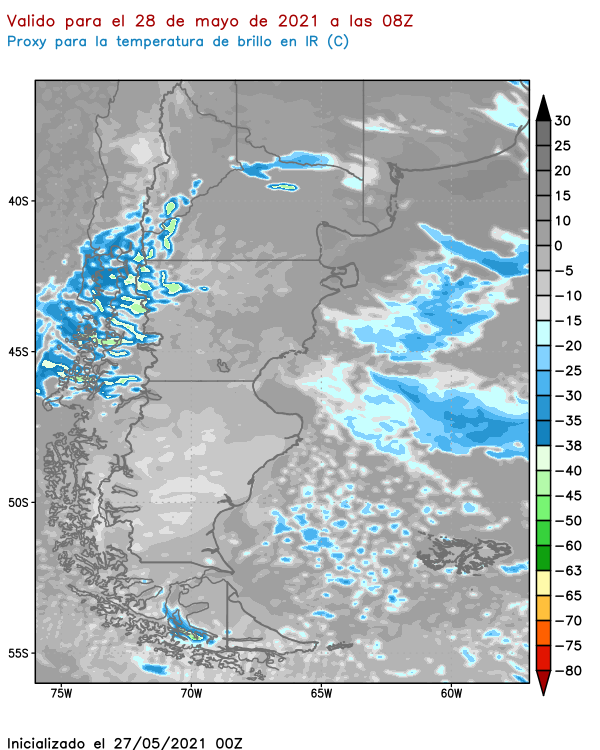 Valido para el 28 de mayo de 2021 a las 08Z
Proxy para la temperatura de brillo en IR (C)
30
25
20
15
10
0
−5
−10
−15
−20
−25
−30
−35
−38
−40
−45
−50
−60
−63
−65
−70
−75
−80
40S
45S
50S
55S
75W
70W
65W
60W
Inicializado el 27/05/2021 00Z